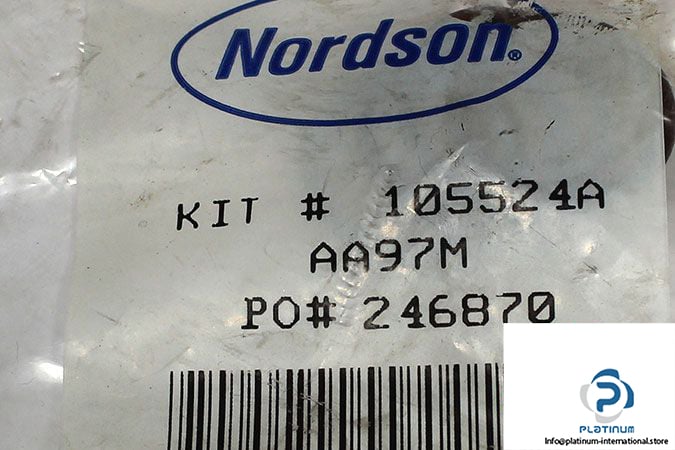 Nordson®
KIT # 105524A
AA97M
PO# 246870
PLATINUM
Info@platinum-international.store